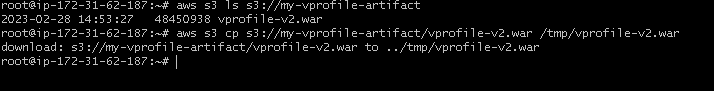 root@ip-172-31-62-187:~# aws s3 ls s3://my-vprofile-artifact
2023-02-28 14:53:27   48450938 vprofile-v2.war
root@ip-172-31-62-187:~# aws s3 cp s3://my-vprofile-artifact/vprofile-v2.war /tmp/vprofile-v2.war
download: s3://my-vprofile-artifact/vprofile-v2.war to ../tmp/vprofile-v2.war
root@ip-172-31-62-187:~#